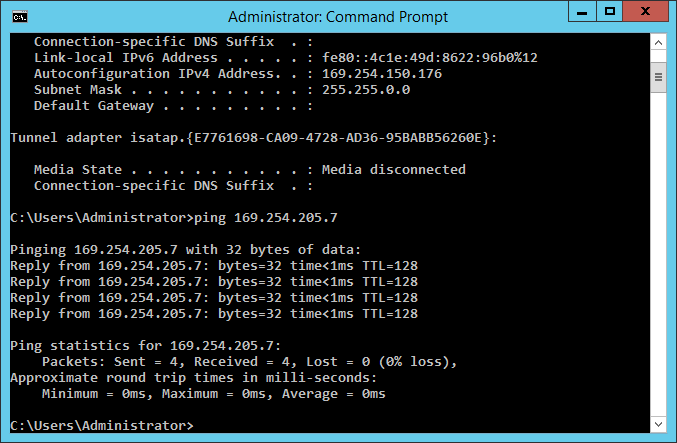 Administrator: Command Prompt
Connection-specific DNS Suffix  . :
Link-local IPv6 Address . . . . . : fe80::4c1e:49d:8622:96b0%12
Autoconfiguration IPv4 Address. . : 169.254.150.176
Subnet Mask . . . . . . . . . . . : 255.255.0.0
Default Gateway . . . . . . . . . :
Tunnel adapter isatap.{E7761698-CA09-4728-AD36-95BABB56260E}:
Media State . . . . . . . . . . . : Media disconnected
Connection-specific DNS Suffix  . :
C:\Users\Administrator>ping 169.254.205.7
Pinging 169.254.205.7 with 32 bytes of data:
Reply from 169.254.205.7: bytes=32 time<1ms TTL=128
Reply from 169.254.205.7: bytes=32 time<1ms TTL=128
Reply from 169.254.205.7: bytes=32 time<1ms TTL=128
Reply from 169.254.205.7: bytes=32 time<1ms TTL=128
Ping statistics for 169.254.205.7:
Packets: Sent = 4, Received = 4, Lost = 0 (0% loss),
Approximate round trip times in milli-seconds:
Minimum = 0ms, Maximum = 0ms, Average = 0ms
C:\Users\Administrator>